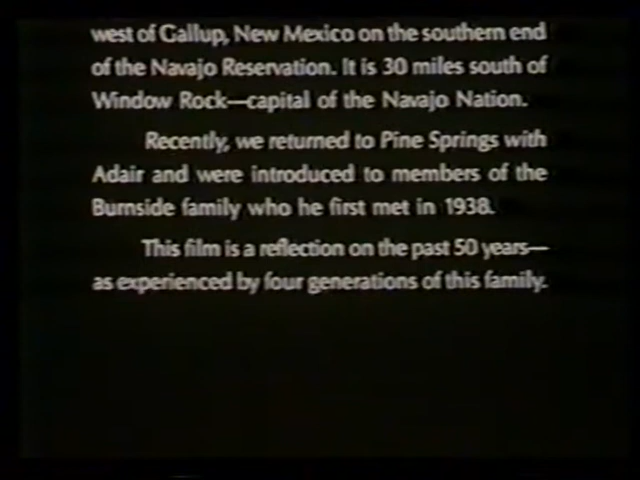 west of Gallup, New Mexico on the southern end
of the Navajo Reservation. It is 30 miles south of
Window Rock—capital of the Navajo Nation.
Recently, we returned to Pine Springs with
Adair and were introduced to members of the
Burnside family who he first met in 1938.
This film is a reflection on the past 50 years—
as experienced by four generations of this family.